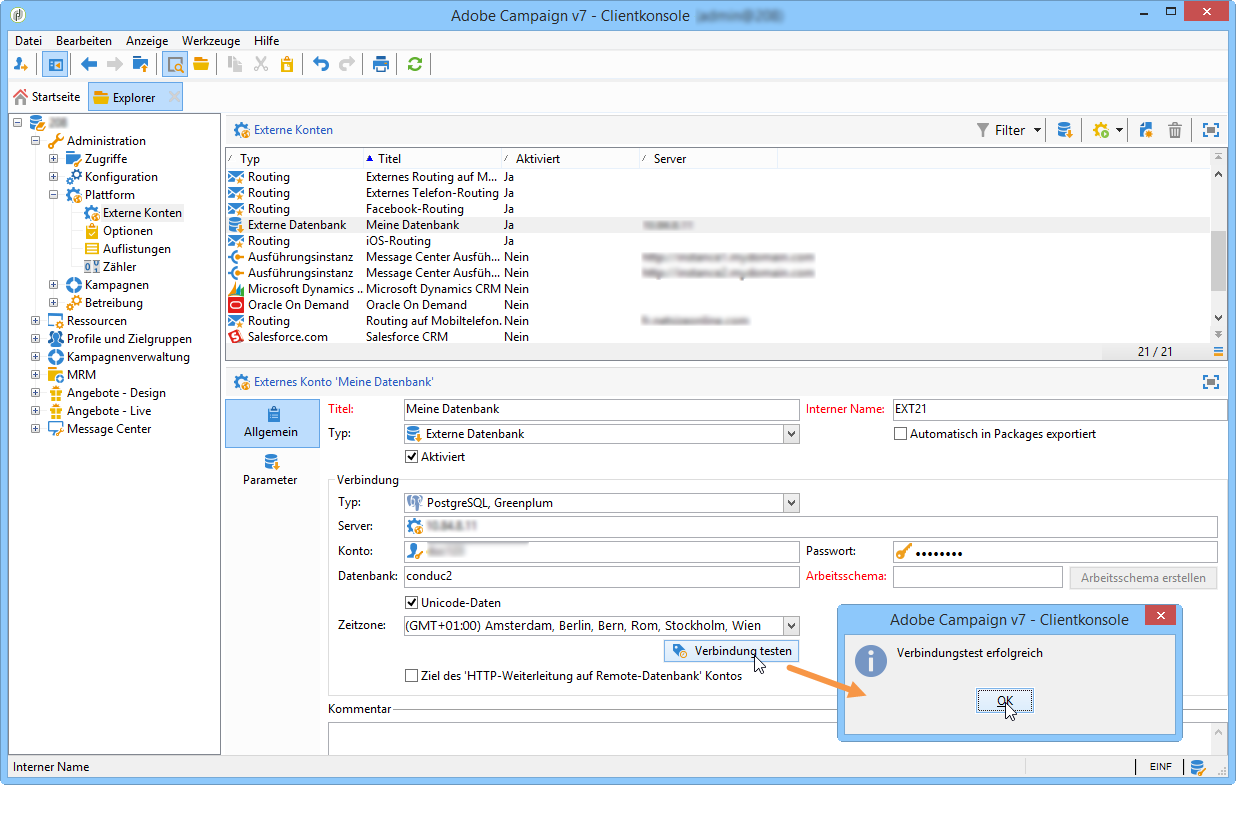 Adobe Campaign v7 - Clientkonsole
Datei Bearbeiten Anzeige Werkzeuge Hilfe
Startseite Explorer
Administration
Zugriffe
Konfiguration
Plattform
Externe Konten
Optionen
Auflistungen
Zähler
Kampagnen
Betreibung
Ressourcen
Profile und Zielgruppen
Kampagnenverwaltung
MRM
Angebote - Design
Angebote - Live
Message Center
Externe Konten Filter
Typ Titel Aktiviert Server
Routing Externes Routing auf M... Ja
Routing Externes Telefon-Routing Ja
Routing Facebook-Routing Ja
Externe Datenbank Meine Datenbank Ja
Routing iOS-Routing Ja
Ausführungsinstanz Message Center Ausfüh... Nein
Ausführungsinstanz Message Center Ausfüh... Nein
Microsoft Dynamics .. Microsoft Dynamics CRM Nein
Oracle On Demand Oracle On Demand Nein
Routing Routing auf Mobiltelefon. Nein
Salesforce.com Salesforce CRM Nein
21 / 21
Externes Konto 'Meine Datenbank'
Allgemein
Parameter
Titel: Meine Datenbank Interner Name: EXT21
Typ: Externe Datenbank Automatisch in Packages exportiert
Aktiviert
Verbindung
Typ: PostgreSQL, Greenplum
Server:
Konto: Passwort: ••••••••
Datenbank: conduc2 Arbeitsschema: Arbeitsschema erstellen
Unicode-Daten
Zeitzone: (GMT+01:00) Amsterdam, Berlin, Bern, Rom, Stockholm, Wien
Verbindung testen
Ziel des 'HTTP-Weiterleitung auf Remote-Datenbank' Kontos
Kommentar
Adobe Campaign v7 - Clientkonsole
Verbindungstest erfolgreich
OK
Interner Name EINF